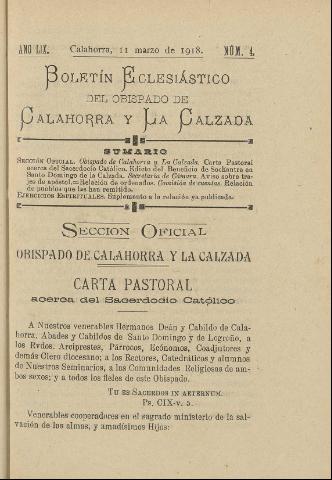 AÑO LIX. Calahorra, 11 marzo de 1918. NÚM. 4.
BOLETÍN ECLESIÁSTICO
DEL OBISPADO DE
CALAHORRA Y LA CALZADA
SUMARIO
SECCIÓN OFICIAL. Obispado de Calahorra y La Calzada. Carta Pastoral
acerca del Sacerdocio Católico. Edicto del Beneficio de Sochantre en
Santo Domingo de la Calzada. Secretaría de Cámara. Aviso sobre tra-
jes de apóstol.—Relación de ordenados. Comisión de cuentas. Relación
de pueblos que las han remitido.
EJERCICIOS ESPIRITUALES. Suplemento a la relación ya publicada.
SECCION OFICIAL
OBISPADO DE CALAHORRA Y LA CALZADA
CARTA PASTORAL
acerca del Sacerdocio Católico
A Nuestros venerables Hermanos Deán y Cabildo de Cala-
horra, Abades y Cabildos de Santo Domingo y de Logroño, a
los Rvdos. Arciprestes, Párrocos, Ecónomos, Coadjutores y
demás Clero diocesano; a los Rectores, Catedráticos y alumnos
de Nuestros Seminarios, a las Comunidades Religiosas de am-
bos sexos; y a todos los fieles de este Obispado.
TU ES SACERDOS IN AETERNUM.
PS. CIX-v. 5.
Venerables cooperadores en el sagrado ministerio de la sal-
vación de las almas, y amadísimos Hijos: